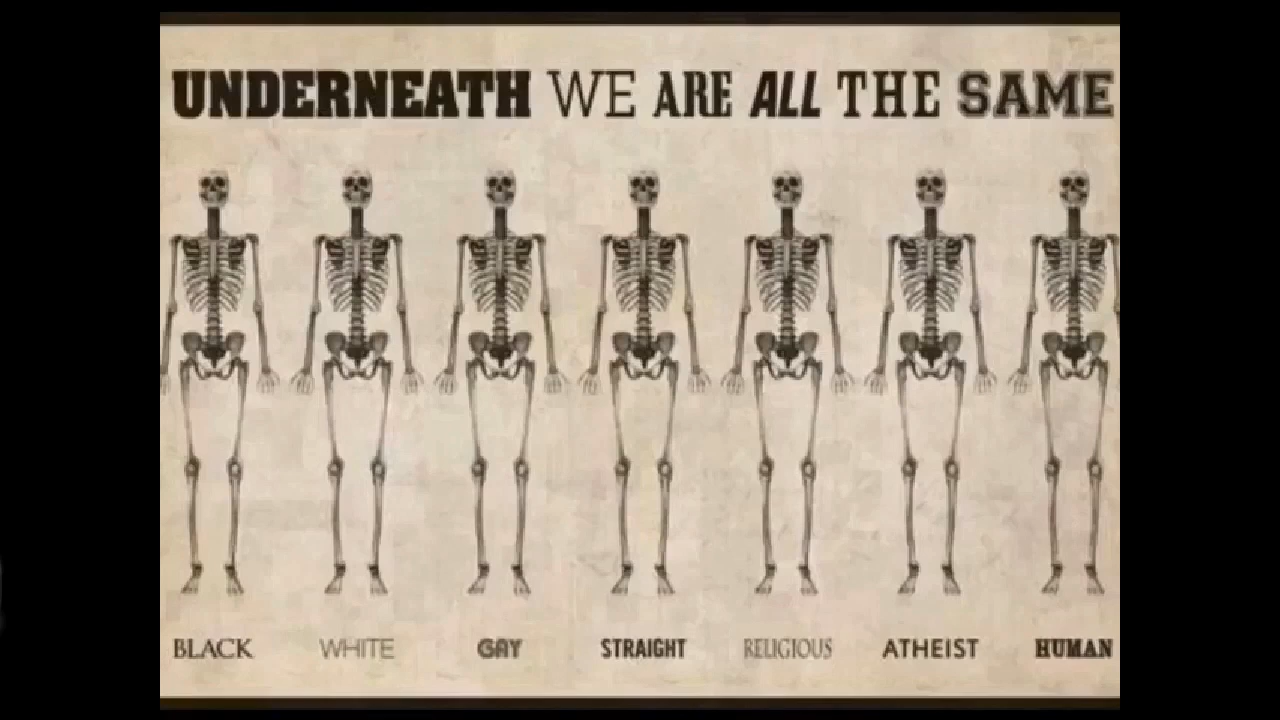 UNDERNEATH WE ARE ALL THE SAME
BLACK WHITE GAY STRAIGHT RELIGIOUS ATHEIST HUMAN